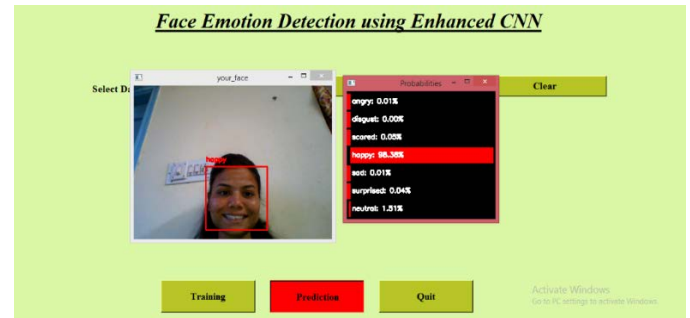 Face Emotion Detection using Enhanced CNN
your_face
Probabilities
Select Da
Clear
happy
angry: 0.01%
disgust: 0.00%
scared: 0.05%
happy: 98.38%
sad: 0.01%
surprised: 0.04%
neutral: 1.51%
Training
Prediction
Quit
Activate Windows
Go to PC settings to activate Windows.